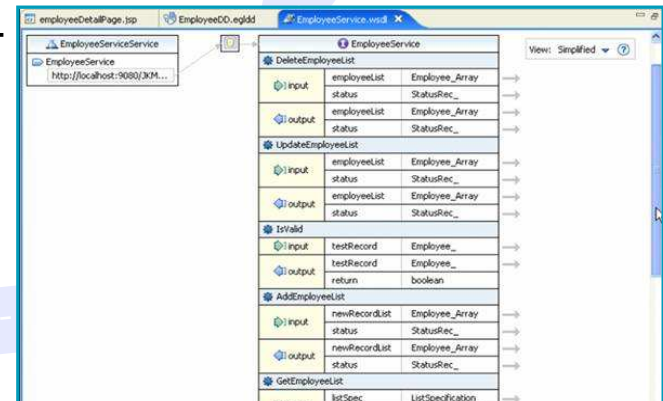 employeeDetailPage.jsp EmployeeDD.egldd EmployeeService.wsdl
EmployeeServiceService
EmployeeService
http://localhost:9080/JKM...
EmployeeService
View: Simplified
DeleteEmployeeList
input employeeList Employee_Array
status StatusRec_
output employeeList Employee_Array
status StatusRec_
UpdateEmployeeList
input employeeList Employee_Array
status StatusRec_
output employeeList Employee_Array
status StatusRec_
IsValid
input testRecord Employee_
output testRecord Employee_
return boolean
AddEmployeeList
input newRecordList Employee_Array
status StatusRec_
output newRecordList Employee_Array
status StatusRec_
GetEmployeeList
listSpec ListSpecification